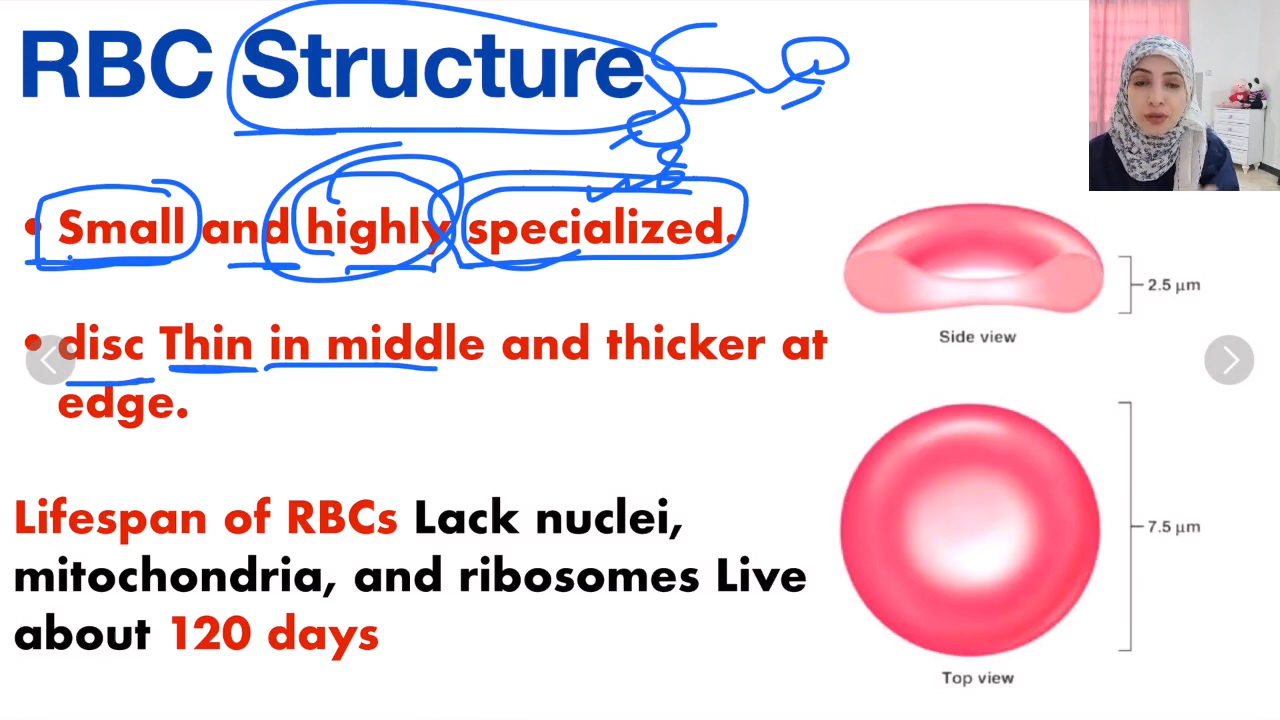 RBC Structure
• Small and highly specialized.
• disc Thin in middle and thicker at
edge.
Lifespan of RBCs Lack nuclei,
mitochondria, and ribosomes Live
about 120 days
2.5 μm
Side view
7.5 μm
Top view